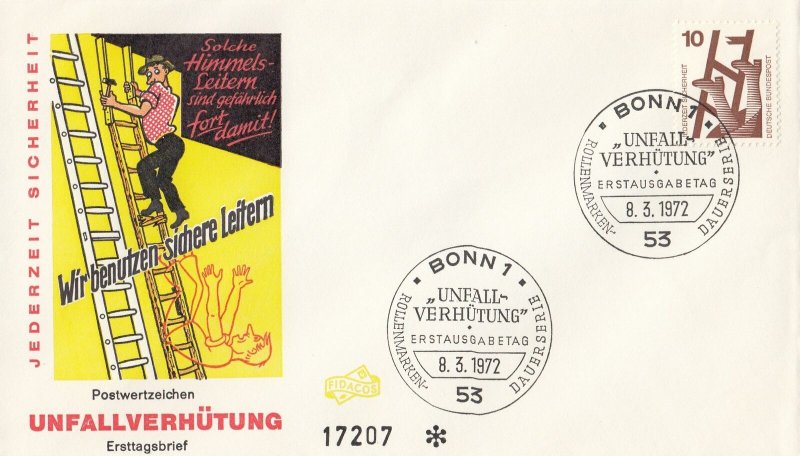 JEDERZEIT SICHERHEIT
Solche
Himmels-
Leitern
sind gefährlich
fort
damit!
Wir benutzen sichere Leitern
Postwertzeichen
UNFALLVERHÜTUNG
Ersttagsbrief
FIDACOS
17207 ✻
10
JEDERZEIT SICHERHEIT
DEUTSCHE BUNDESPOST
BONN 1
„UNFALL-
VERHÜTUNG"
ERSTAUSGABETAG
8.3.1972
53
ROLLENMARKEN-
DAUERSERIE
BONN 1
„UNFALL-
VERHÜTUNG"
ERSTAUSGABETAG
8.3.1972
53
ROLLENMARKEN-
DAUERSERIE